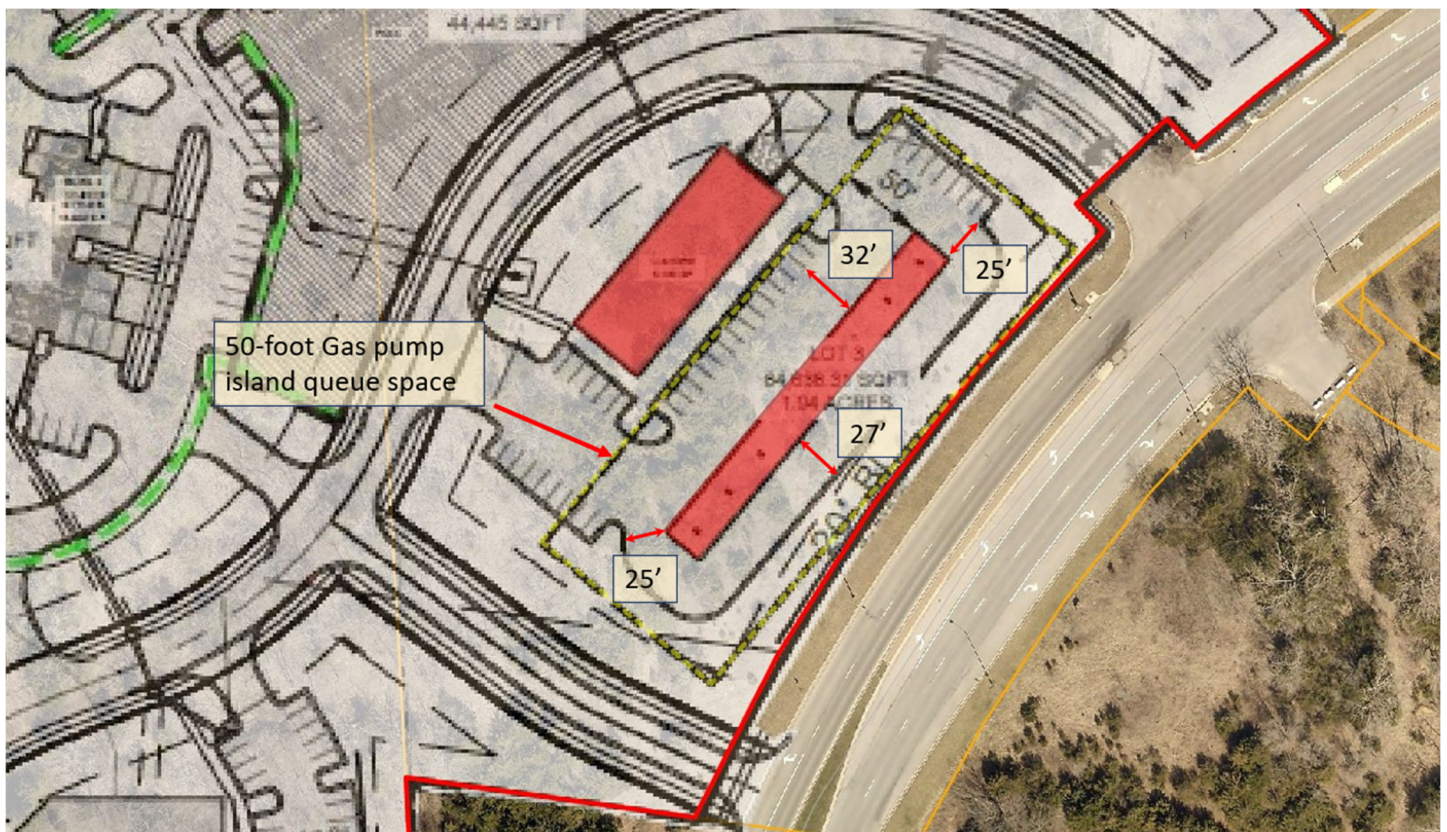 44,445 SQFT
50'
32'
25'
50-foot Gas pump
island queue space
LOT 3
1.94 ACRES
27'
25'